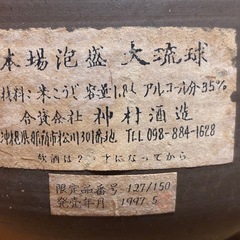 本場泡盛 大琉球
材料:米こうじ 容量1.8ℓ アルコール分35%
合資会社 神村酒造
沖縄県那覇市松川301番地 TEL 098-884-1628
飲酒は2 才になってから
限定品番号 127/150
発売年月 1997.5